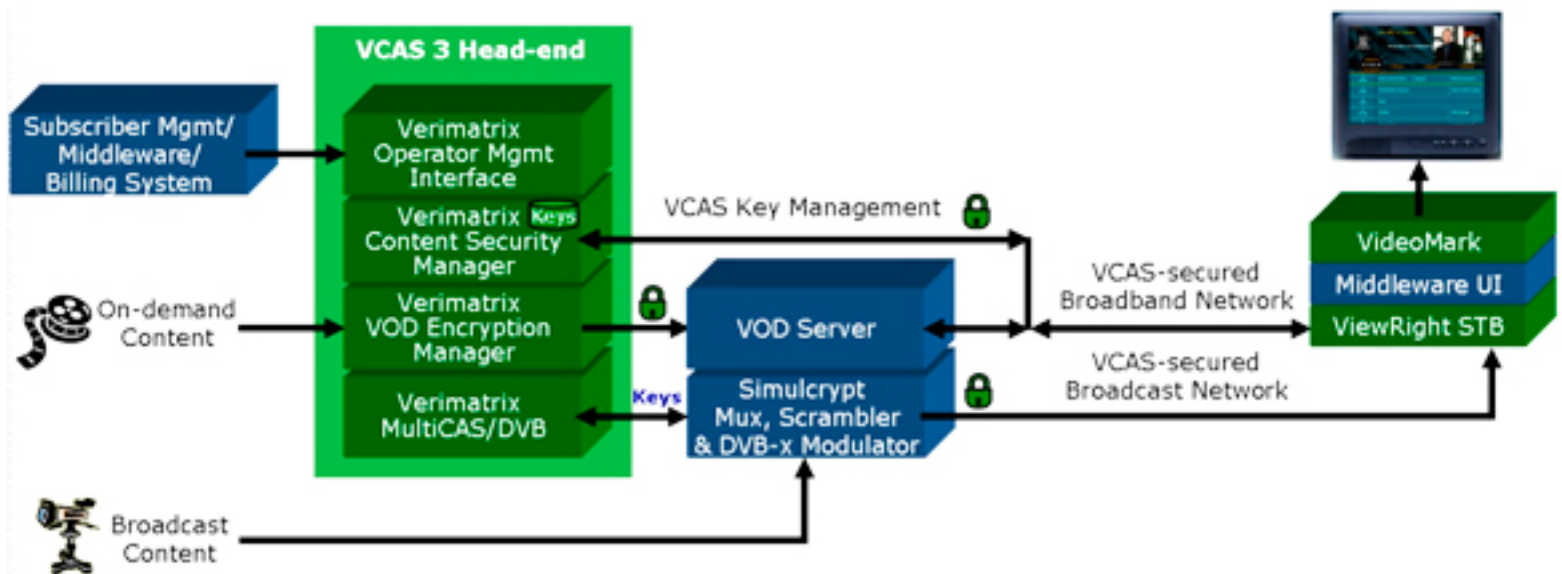 VCAS 3 Head-end
Subscriber Mgmt/
Middleware/
Billing System
Verimatrix
Operator Mgmt
Interface
Verimatrix Keys
Content Security
Manager
VCAS Key Management
On-demand
Content
Verimatrix
VOD Encryption
Manager
VOD Server
VCAS-secured
Broadband Network
VideoMark
Middleware UI
ViewRight STB
Verimatrix
MultiCAS/DVB
Keys
Simulcrypt
Mux, Scrambler
& DVB-x Modulator
VCAS-secured
Broadcast Network
Broadcast
Content